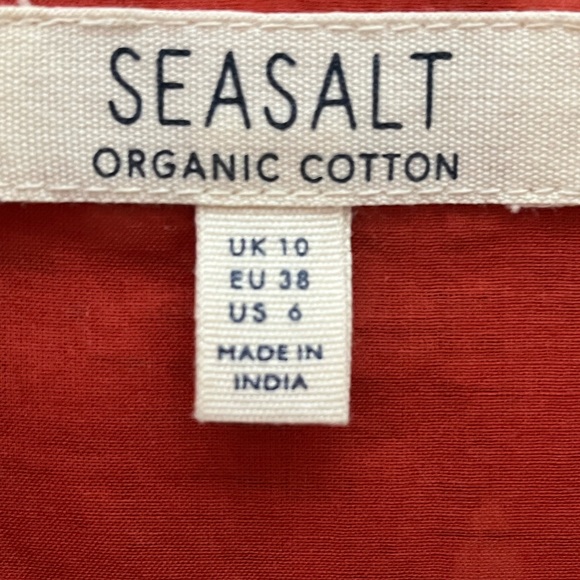 SEASALT
ORGANIC COTTON
UK 10
EU 38
US 6
MADE IN
INDIA